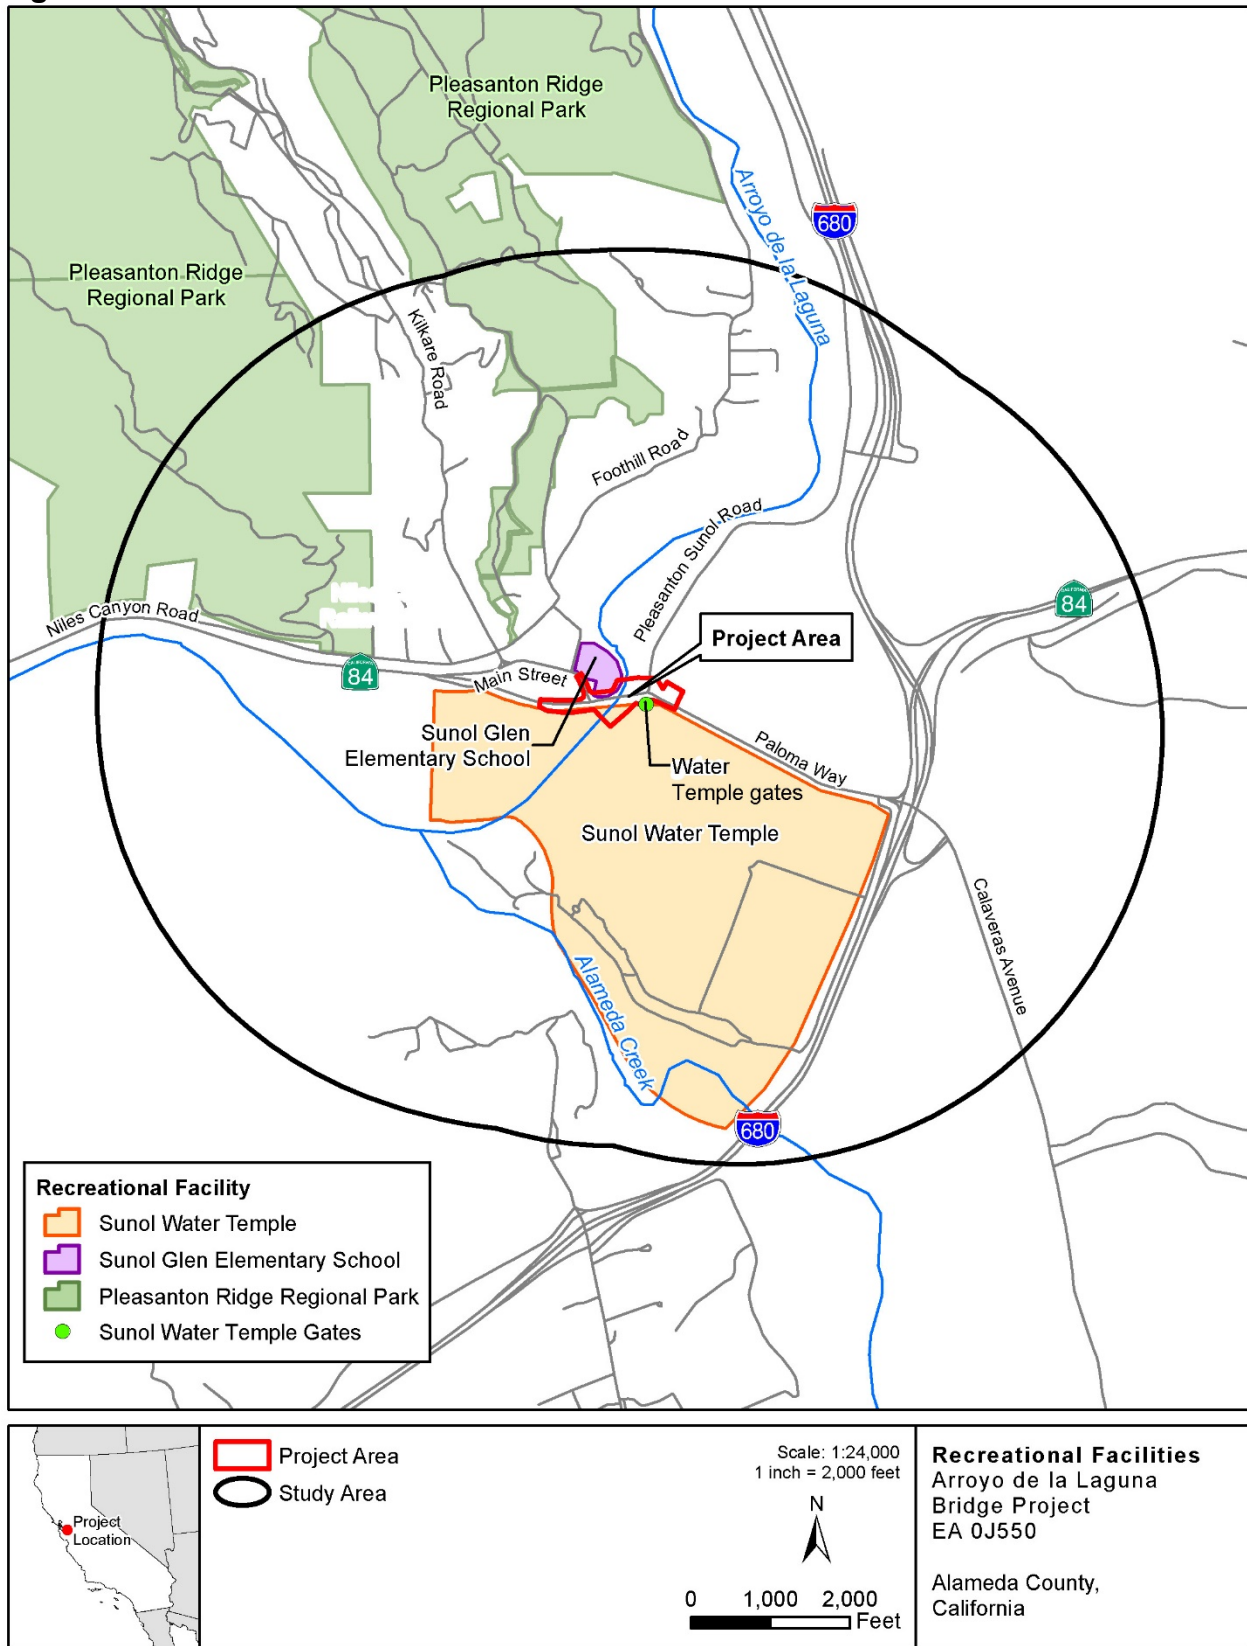 Pleasanton Ridge
Regional Park
Arroyo de la Laguna
680
Pleasanton Ridge
Regional Park
Kilkare Road
Foothill Road
Pleasanton Sunol Road
CALIFORNIA
84
Niles Canyon Road
84
Project Area
Main Street
Sunol Glen
Elementary School
Water
Temple gates
Paloma Way
Sunol Water Temple
Calaveras Avenue
Alameda Creek
680
Recreational Facility
Sunol Water Temple
Sunol Glen Elementary School
Pleasanton Ridge Regional Park
Sunol Water Temple Gates
Project
Location
Project Area
Study Area
Scale: 1:24,000
1 inch = 2,000 feet
N
0 1,000 2,000
Feet
Recreational Facilities
Arroyo de la Laguna
Bridge Project
EA 0J550
Alameda County,
California